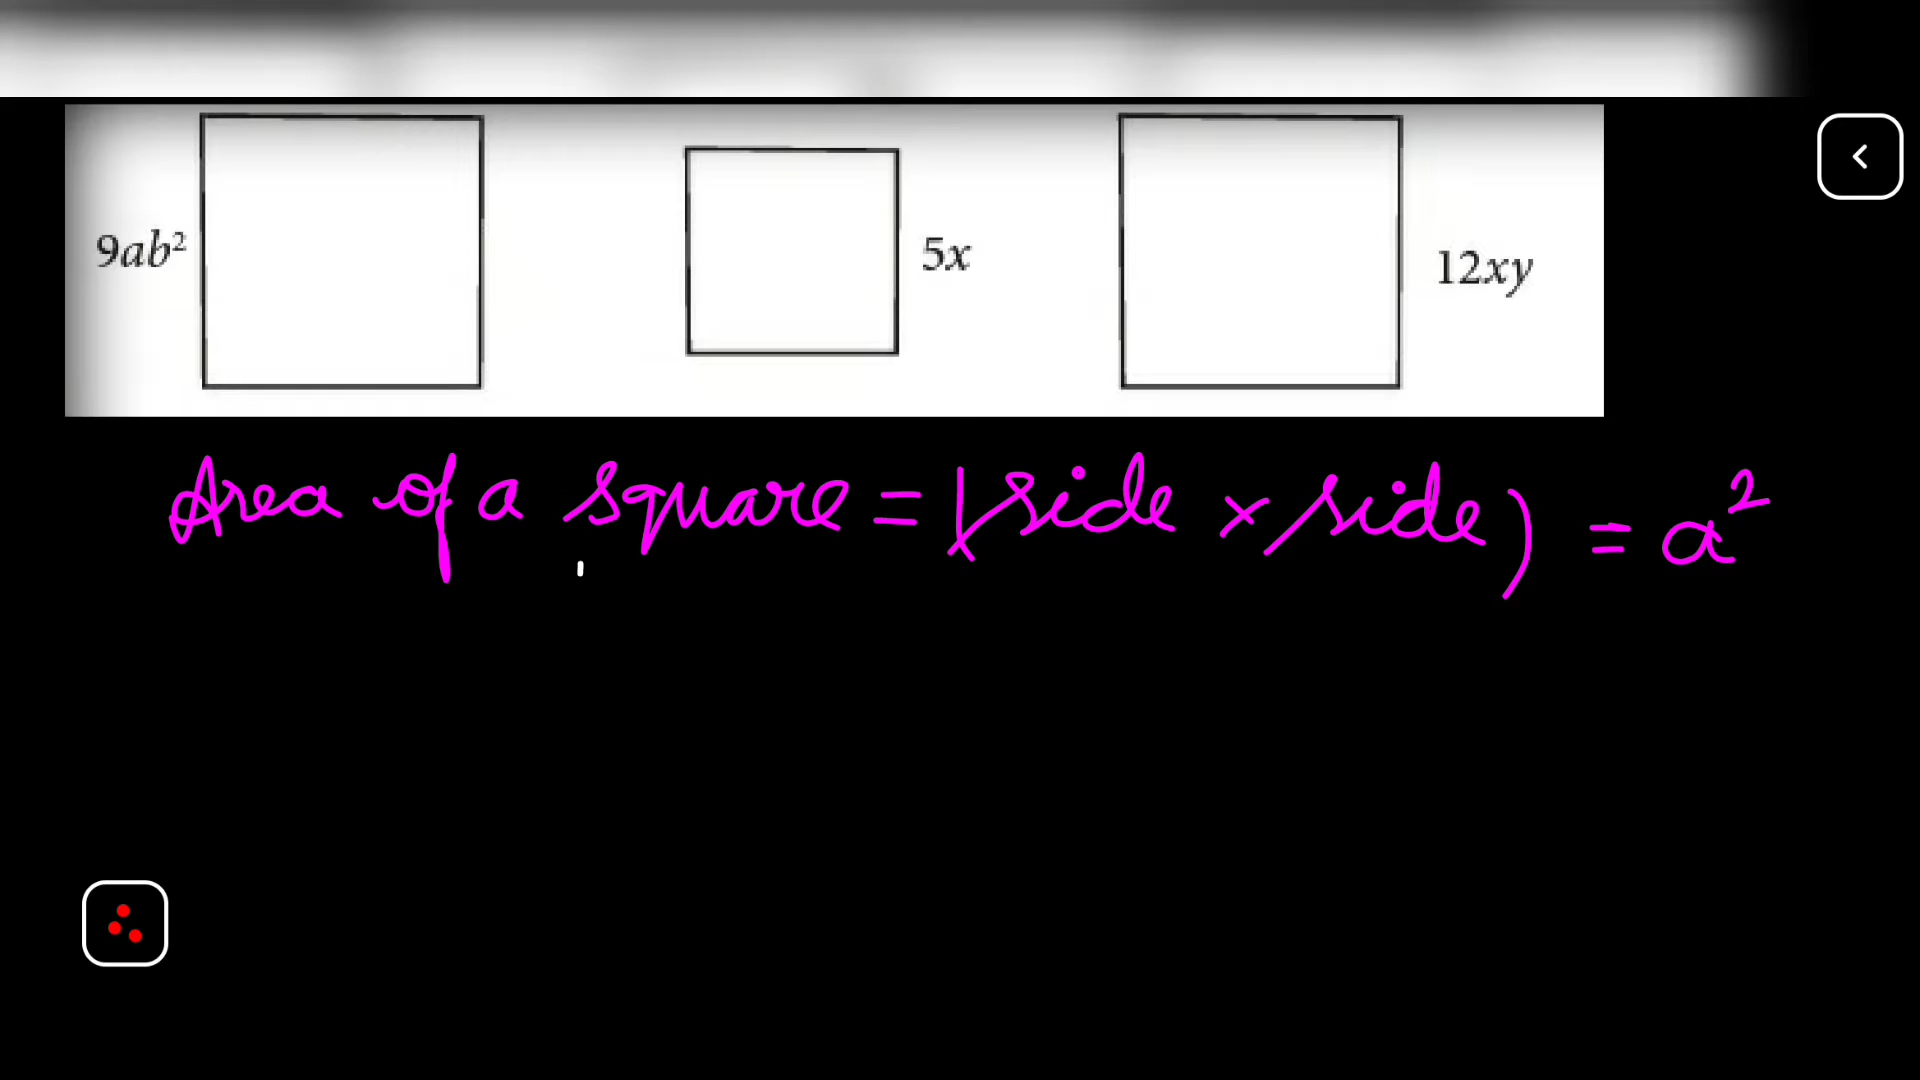 9ab² 5x 12xy
Area of a square = (side × side) = a²